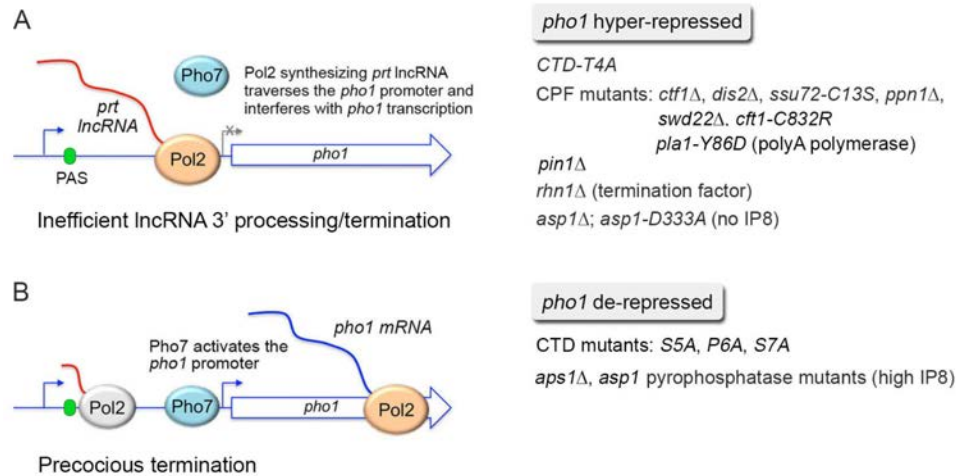 A
prt
lncRNA
PAS
Pol2
Pho7
Pol2 synthesizing prt lncRNA
traverses the pho1 promoter and
interferes with pho1 transcription
X
pho1
Inefficient lncRNA 3' processing/termination
pho1 hyper-repressed
CTD-T4A
CPF mutants: ctf1Δ, dis2Δ, ssu72-C13S, ppn1Δ,
swd22Δ. cft1-C832R
pla1-Y86D (polyA polymerase)
pin1Δ
rhn1Δ (termination factor)
asp1Δ; asp1-D333A (no IP8)
B
Pol2
Pho7 activates the
pho1 promoter
Pho7
pho1 mRNA
pho1
Pol2
Precocious termination
pho1 de-repressed
CTD mutants: S5A, P6A, S7A
aps1Δ, asp1 pyrophosphatase mutants (high IP8)